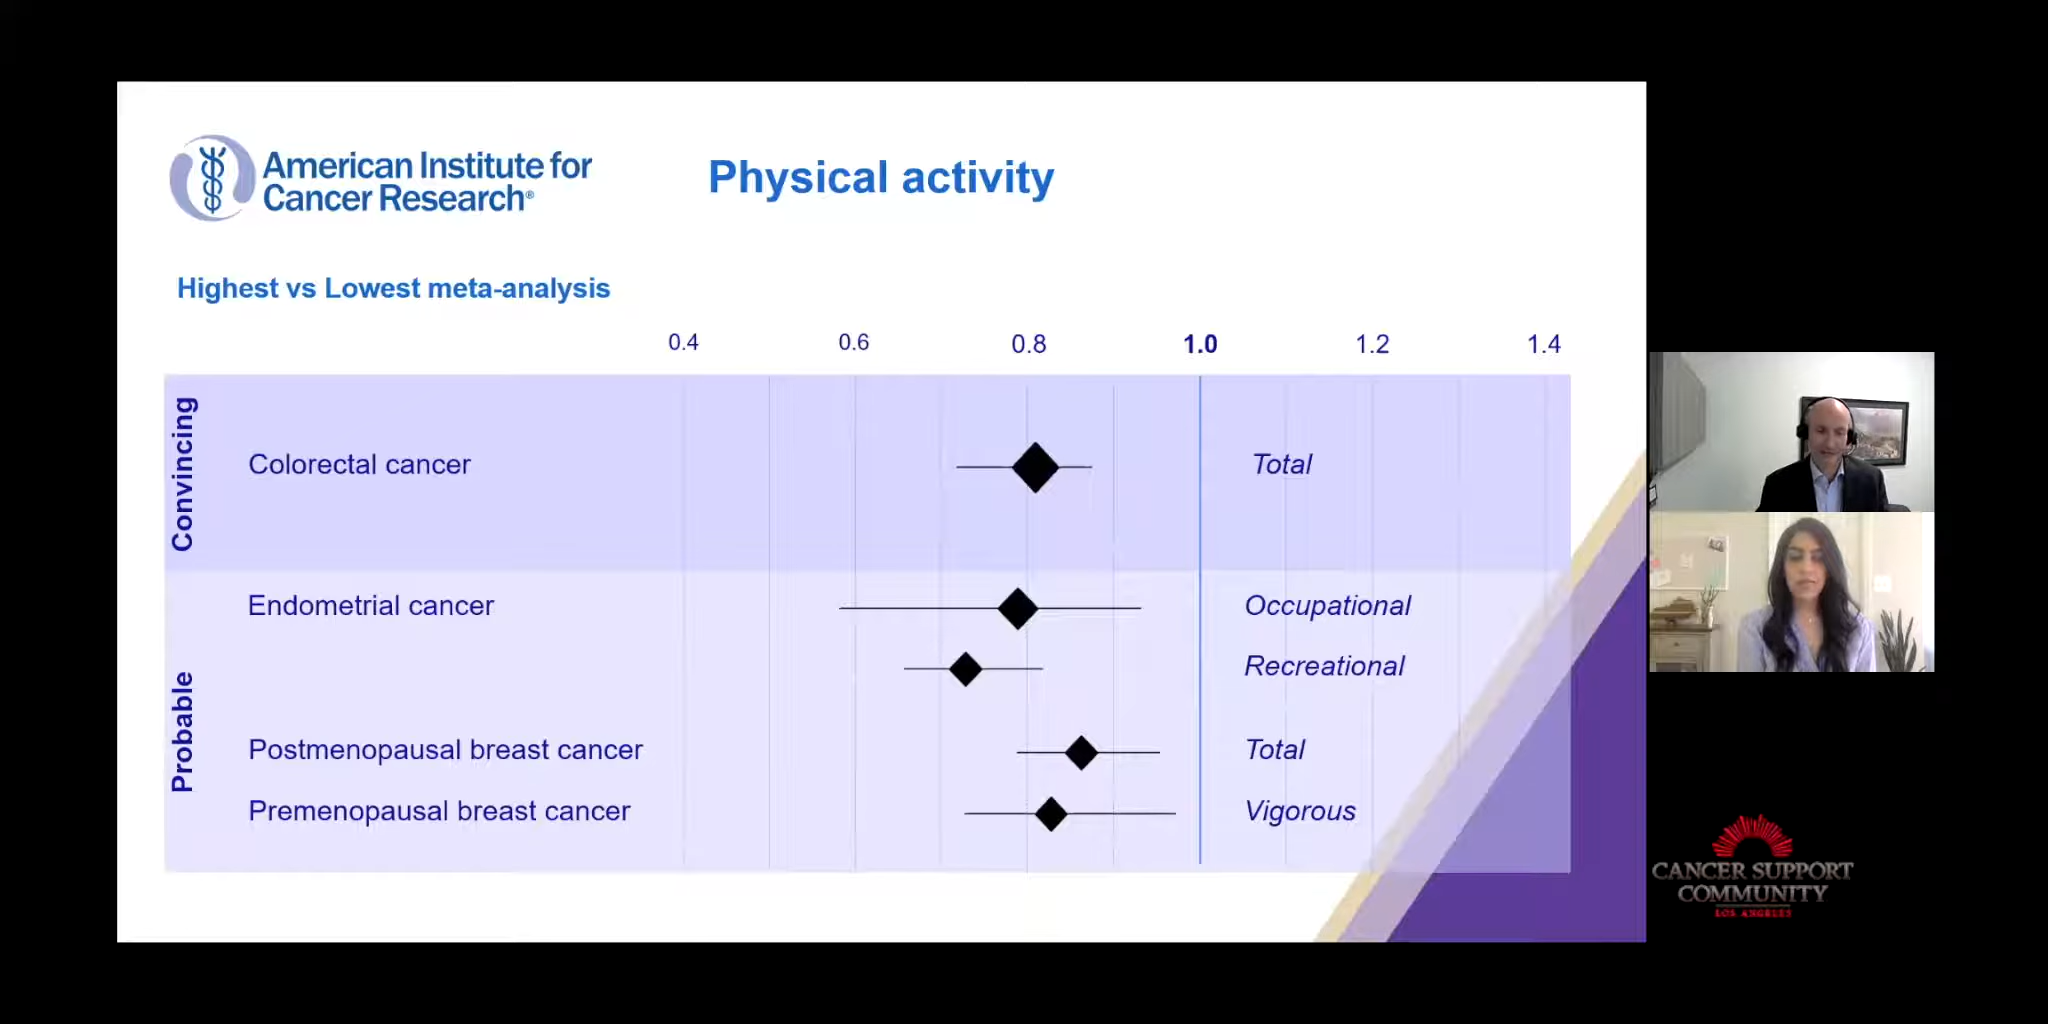 American Institute for
Cancer Research®
Physical activity
Highest vs Lowest meta-analysis
0.4 0.6 0.8 1.0 1.2 1.4
Convincing
Colorectal cancer Total
Probable
Endometrial cancer Occupational
Recreational
Postmenopausal breast cancer Total
Premenopausal breast cancer Vigorous
CANCER SUPPORT
COMMUNITY
LOS ANGELES